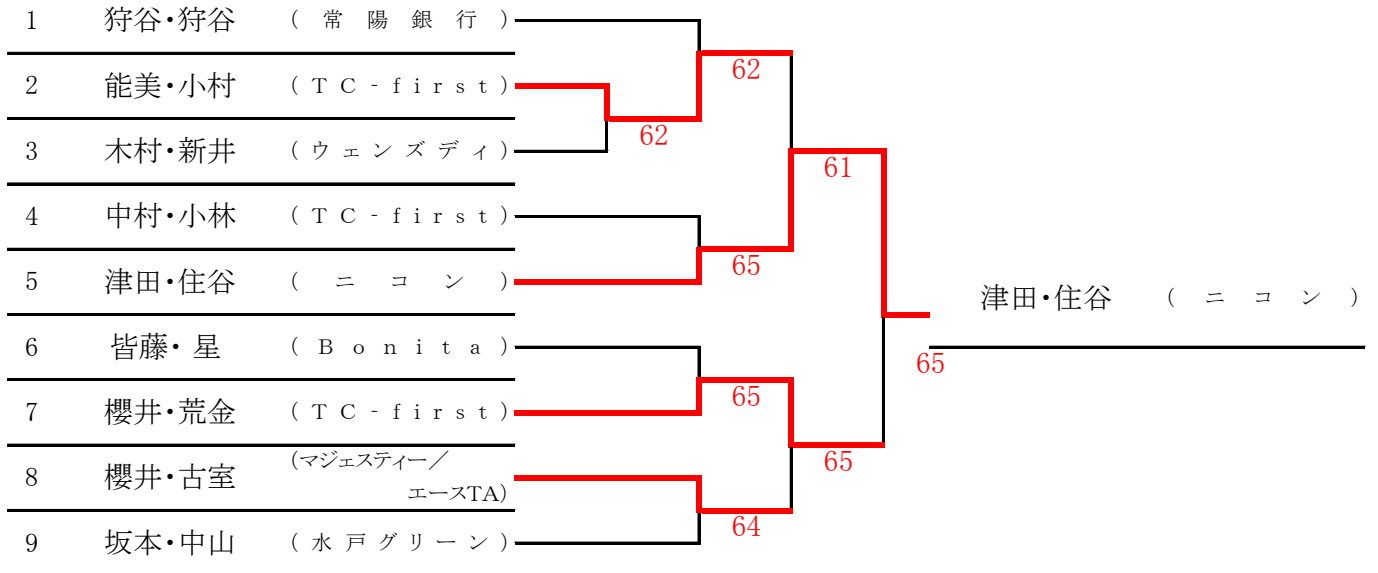 1 狩谷・狩谷 (常陽銀行)
62
2 能美・小村 (TC-first)
62
3 木村・新井 (ウェンズディ)
61
4 中村・小林 (TC-first)
65
5 津田・住谷 (ニコン)
津田・住谷 (ニコン)
6 皆藤・星 (Bonita)
65
65
7 櫻井・荒金 (TC-first)
65
8 櫻井・古室 (マジェスティー/
エースTA)
64
9 坂本・中山 (水戸グリーン)